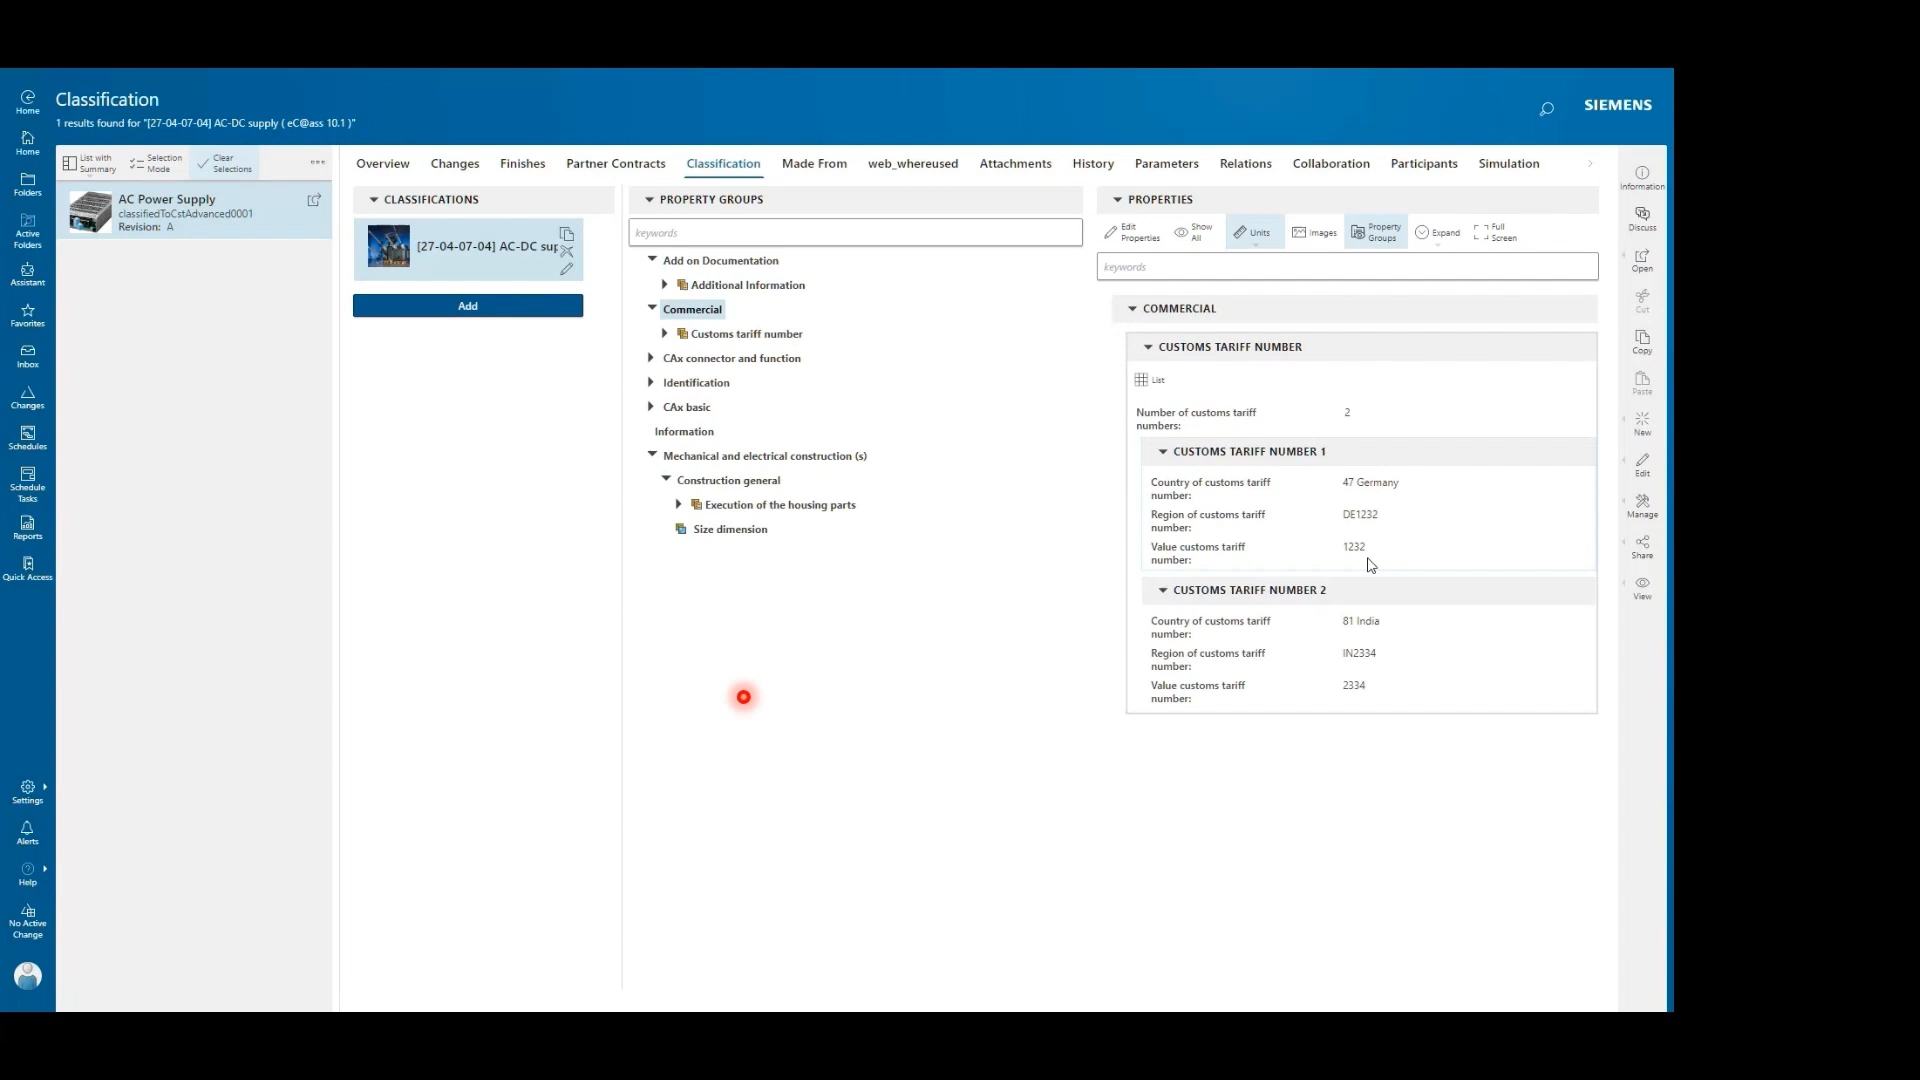 Classification
1 results found for "[27-04-07-04] AC-DC supply ( eC@ass 10.1 )"
SIEMENS
Home
Home
Folders
Active
Folders
Assistant
Favorites
Inbox
Changes
Schedules
Schedule
Tasks
Reports
Quick Access
Settings
Alerts
Help
No Active
Change
List with
Summary
Selection
Mode
Clear
Selections
AC Power Supply
classifiedToCstAdvanced0001
Revision: A
Overview
Changes
Finishes
Partner Contracts
Classification
Made From
web_whereused
Attachments
History
Parameters
Relations
Collaboration
Participants
Simulation
CLASSIFICATIONS
[27-04-07-04] AC-DC sup
Add
PROPERTY GROUPS
keywords
Add on Documentation
Additional Information
Commercial
Customs tariff number
CAx connector and function
Identification
CAx basic
Information
Mechanical and electrical construction (s)
Construction general
Execution of the housing parts
Size dimension
PROPERTIES
Edit
Properties
Show
All
Units
Images
Property
Groups
Expand
Full
Screen
keywords
COMMERCIAL
CUSTOMS TARIFF NUMBER
List
Number of customs tariff 2
numbers:
CUSTOMS TARIFF NUMBER 1
Country of customs tariff 47 Germany
number:
Region of customs tariff DE1232
number:
Value customs tariff 1232
number:
CUSTOMS TARIFF NUMBER 2
Country of customs tariff 81 India
number:
Region of customs tariff IN2334
number:
Value customs tariff 2334
number:
Information
Discuss
Open
Cut
Copy
Paste
New
Edit
Manage
Share
View